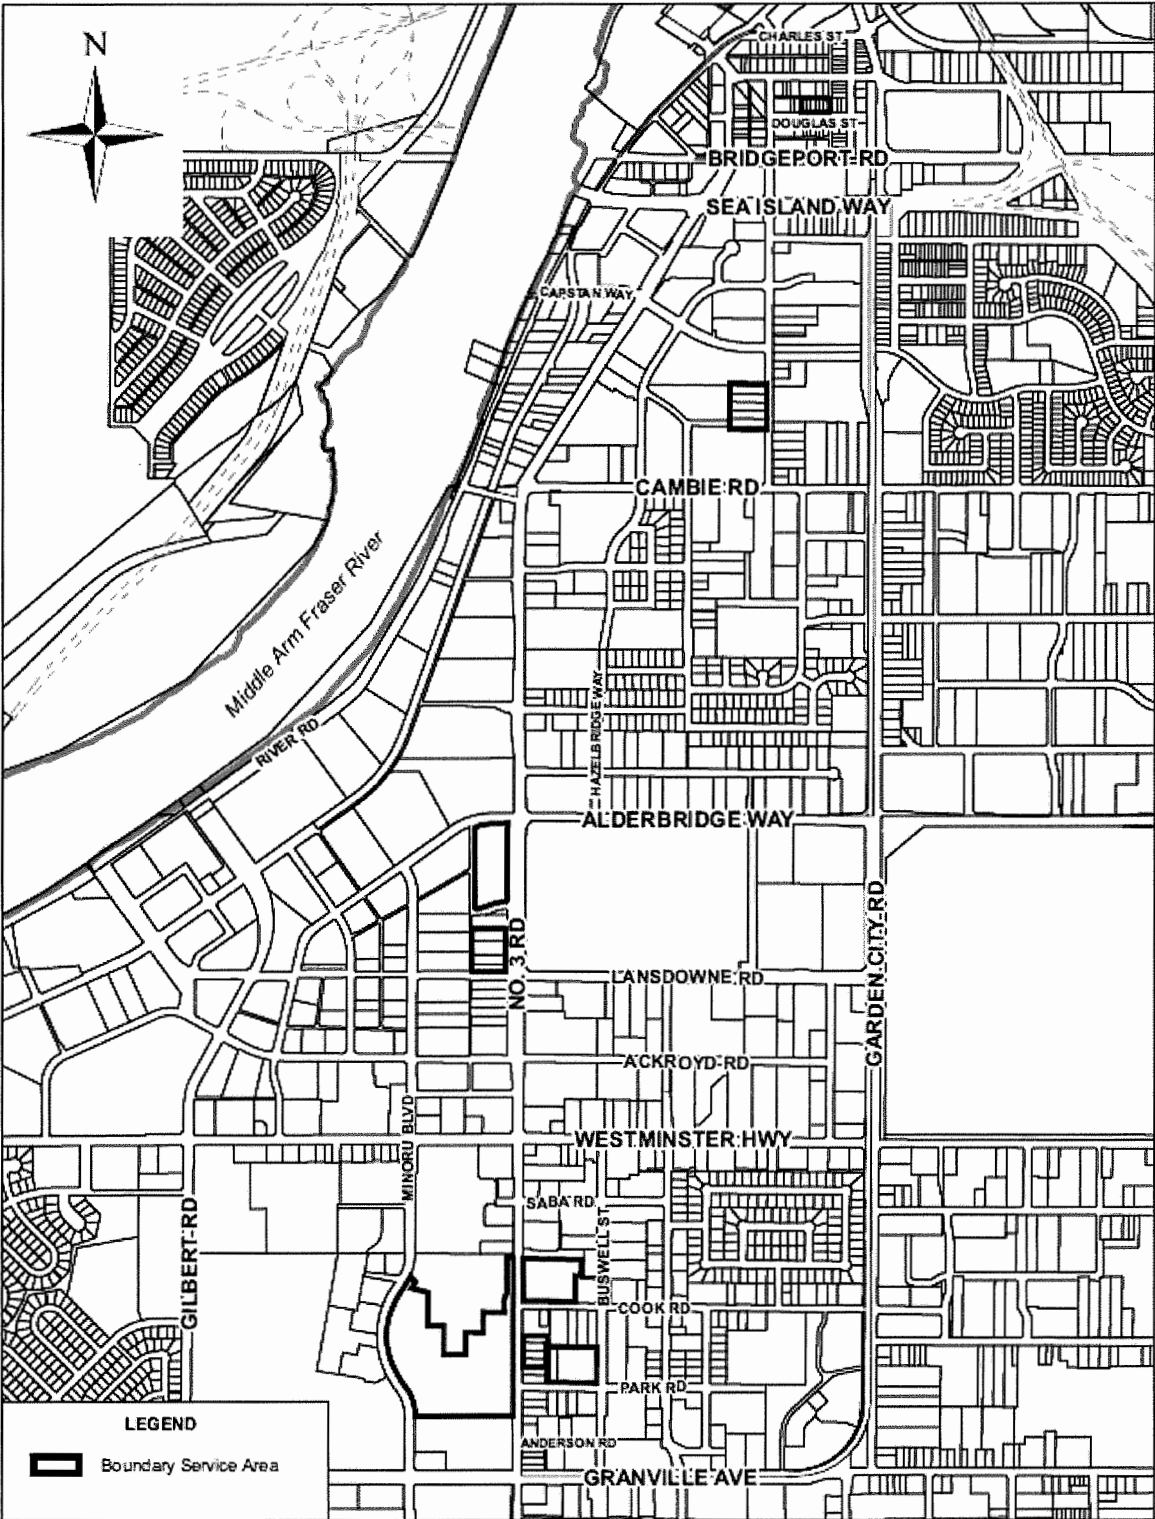 N
CHARLES ST
DOUGLAS ST
BRIDGEPORT RD
SEA ISLAND WAY
CAPSTAN WAY
CAMBIE RD
Middle Arm Fraser River
RIVER RD
HAZELBRIDGE WAY
ALDERBRIDGE WAY
NO. 3 RD
GARDEN CITY RD
LANSDOWNE RD
ACKROYD RD
MINORU BLVD
WESTMINSTER HWY
GILBERT RD
SABA RD
BUSWELL ST
COOK RD
PARK RD
ANDERSON RD
GRANVILLE AVE
LEGEND
Boundary Service Area